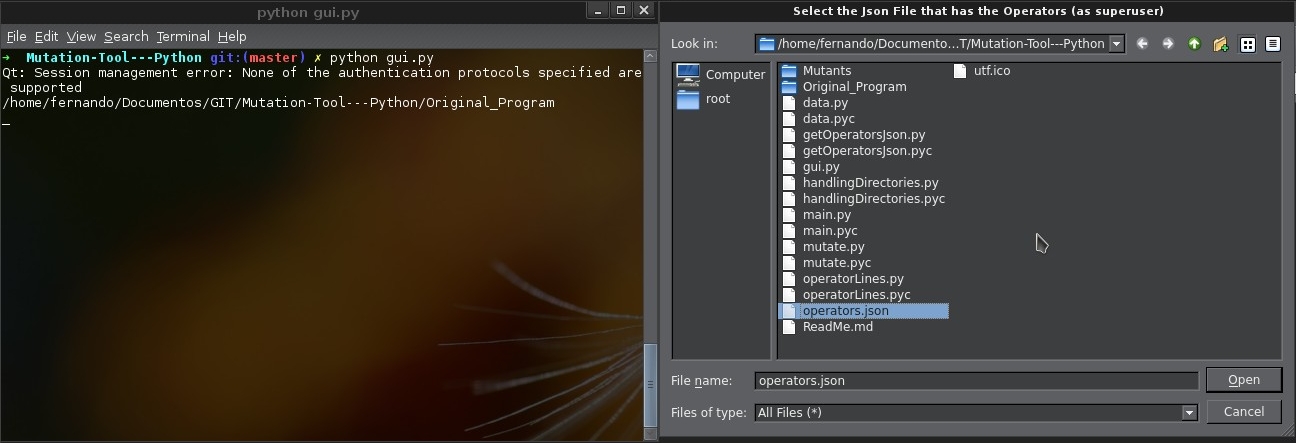 python gui.py
File Edit View Search Terminal Help
→ Mutation-Tool---Python git:(master) ✗ python gui.py
Qt: Session management error: None of the authentication protocols specified are
supported
/home/fernando/Documentos/GIT/Mutation-Tool---Python/Original_Program
Select the Json File that has the Operators (as superuser)
Look in: /home/fernando/Documento...T/Mutation-Tool---Python
Computer
root
Mutants
Original_Program
data.py
data.pyc
getOperatorsJson.py
getOperatorsJson.pyc
gui.py
handlingDirectories.py
handlingDirectories.pyc
main.py
main.pyc
mutate.py
mutate.pyc
operatorLines.py
operatorLines.pyc
operators.json
ReadMe.md
utf.ico
File name: operators.json Open
Files of type: All Files (*) Cancel